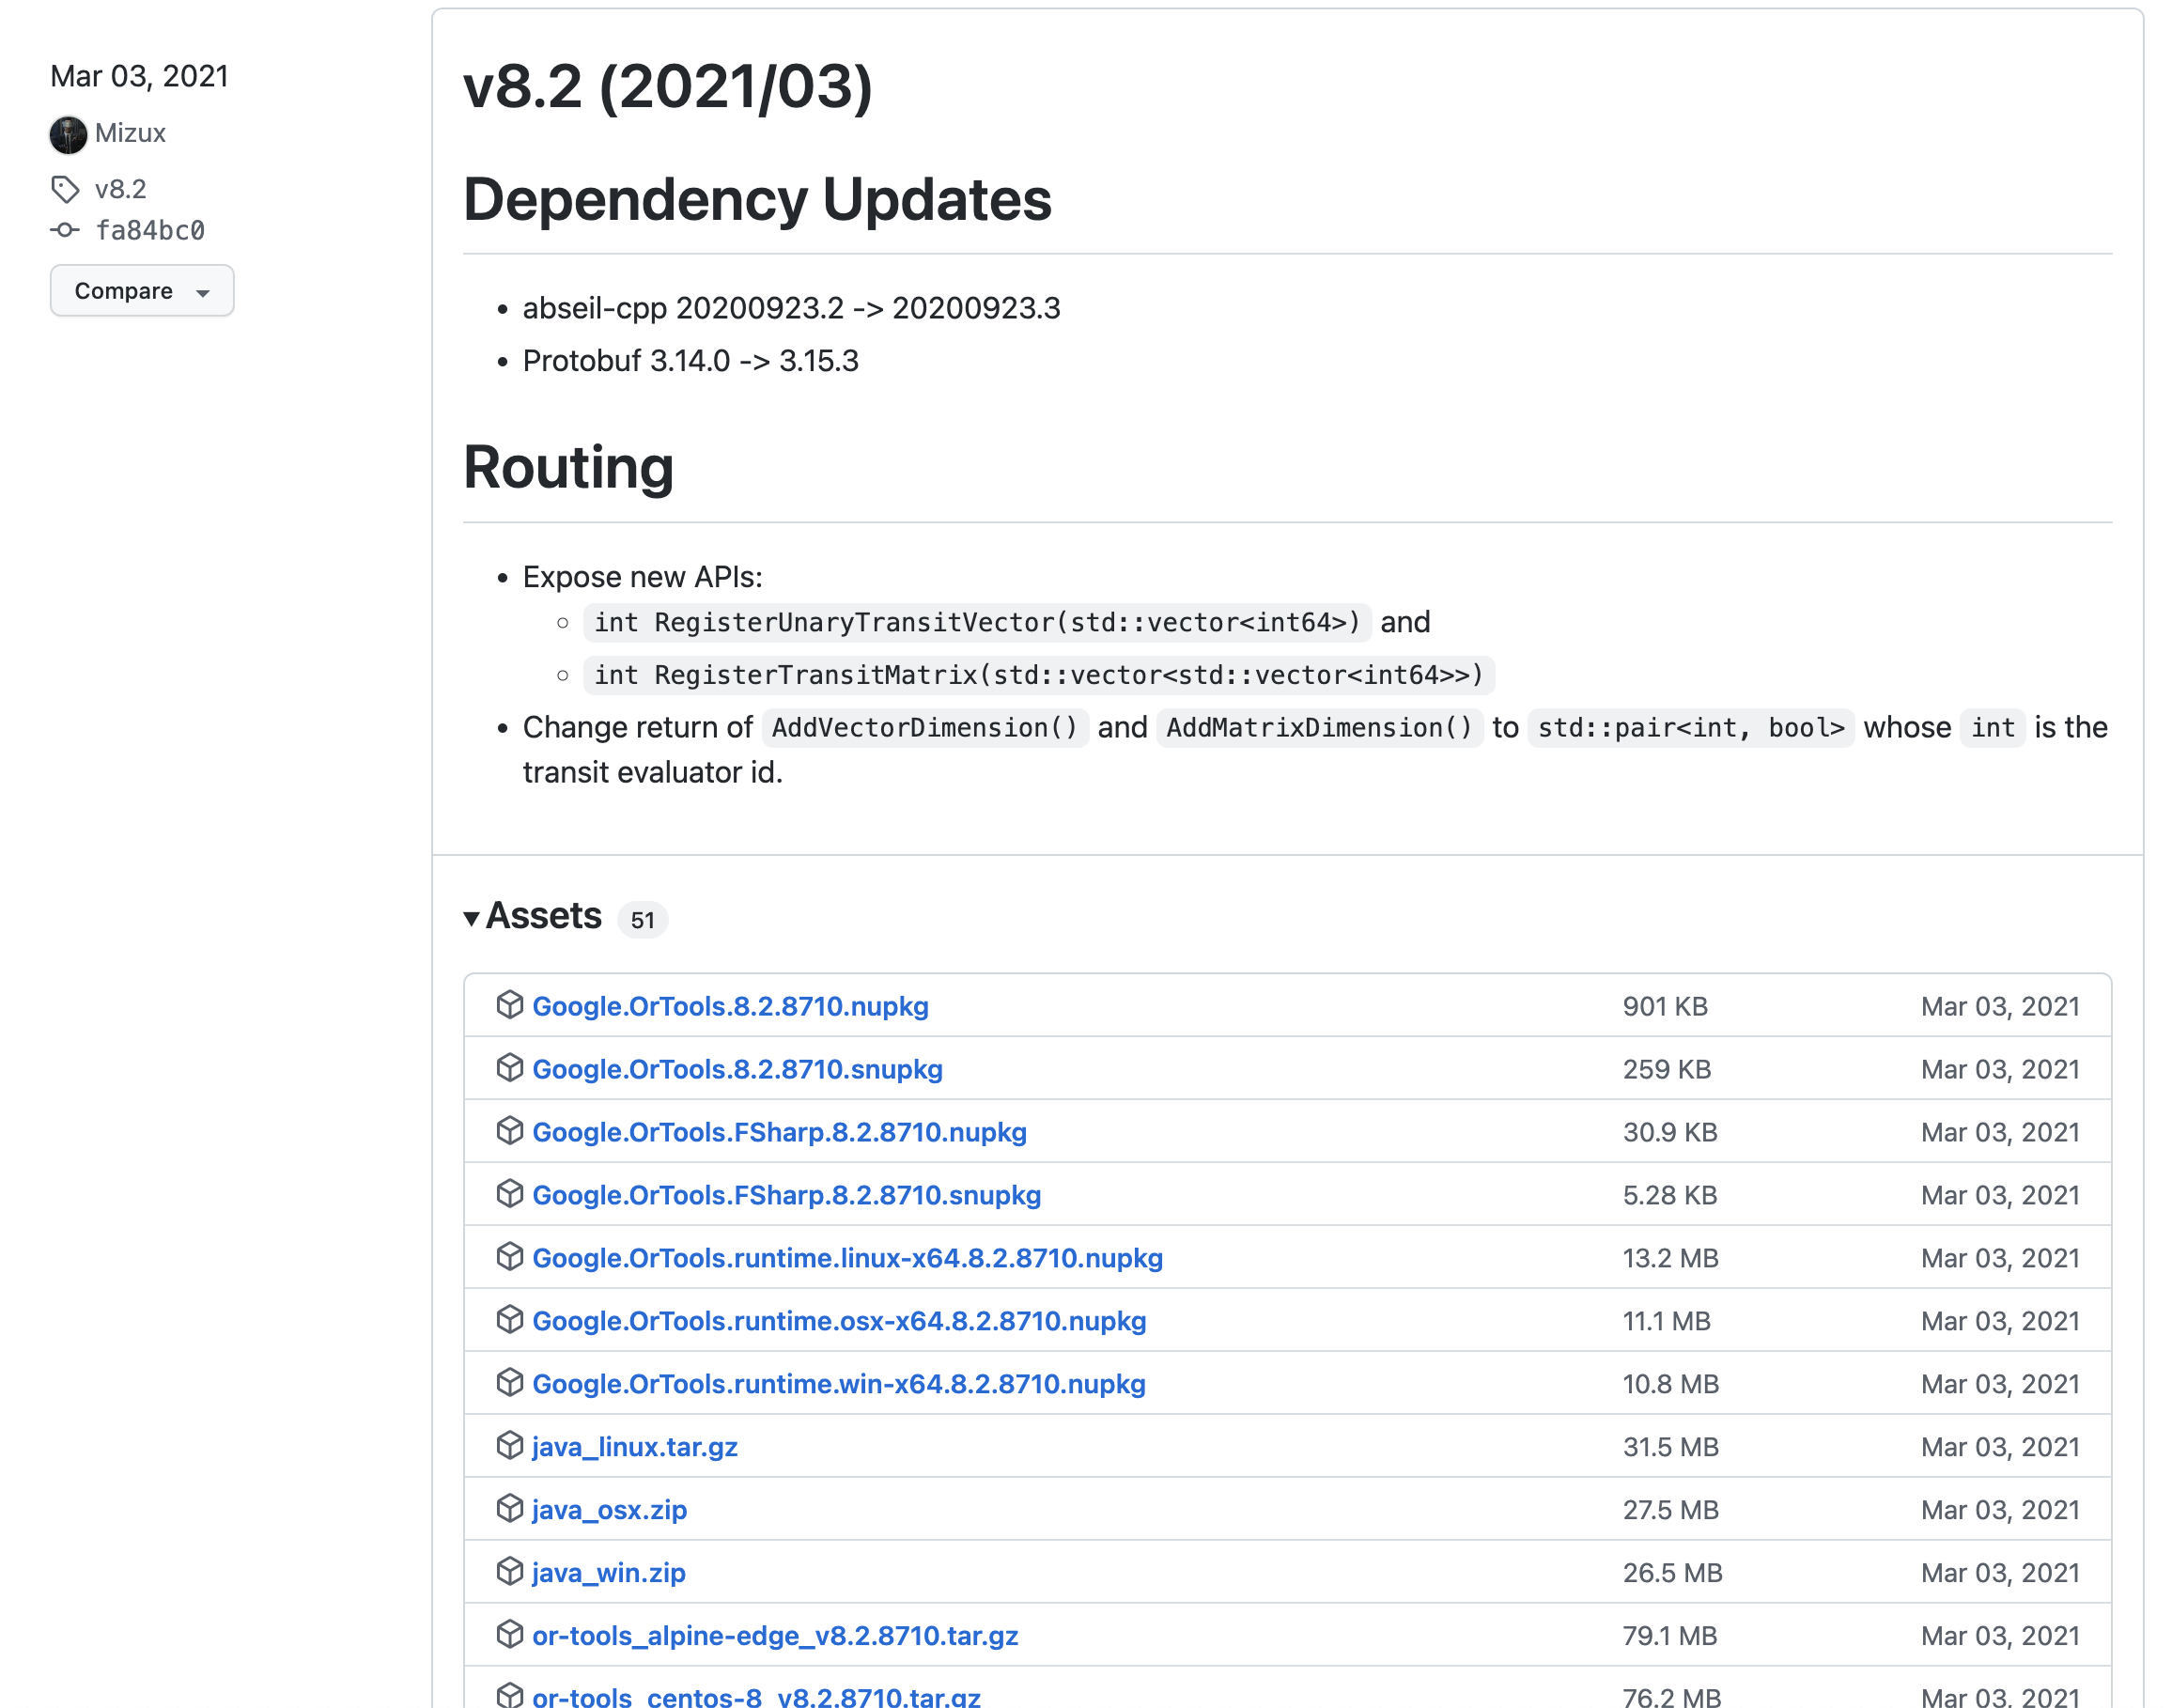 Mar 03, 2021
Mizux
v8.2
fa84bc0
Compare
v8.2 (2021/03)
Dependency Updates
• abseil-cpp 20200923.2 -> 20200923.3
• Protobuf 3.14.0 -> 3.15.3
Routing
• Expose new APIs:
◦ int RegisterUnaryTransitVector(std::vector<int64>) and
◦ int RegisterTransitMatrix(std::vector<std::vector<int64>>)
• Change return of AddVectorDimension() and AddMatrixDimension() to std::pair<int, bool> whose int is the
transit evaluator id.
Assets 51
Google.OrTools.8.2.8710.nupkg 901 KB Mar 03, 2021
Google.OrTools.8.2.8710.snupkg 259 KB Mar 03, 2021
Google.OrTools.FSharp.8.2.8710.nupkg 30.9 KB Mar 03, 2021
Google.OrTools.FSharp.8.2.8710.snupkg 5.28 KB Mar 03, 2021
Google.OrTools.runtime.linux-x64.8.2.8710.nupkg 13.2 MB Mar 03, 2021
Google.OrTools.runtime.osx-x64.8.2.8710.nupkg 11.1 MB Mar 03, 2021
Google.OrTools.runtime.win-x64.8.2.8710.nupkg 10.8 MB Mar 03, 2021
java_linux.tar.gz 31.5 MB Mar 03, 2021
java_osx.zip 27.5 MB Mar 03, 2021
java_win.zip 26.5 MB Mar 03, 2021
or-tools_alpine-edge_v8.2.8710.tar.gz 79.1 MB Mar 03, 2021
or-tools_centos-8_v8.2.8710.tar.gz 76.2 MB Mar 03, 2021